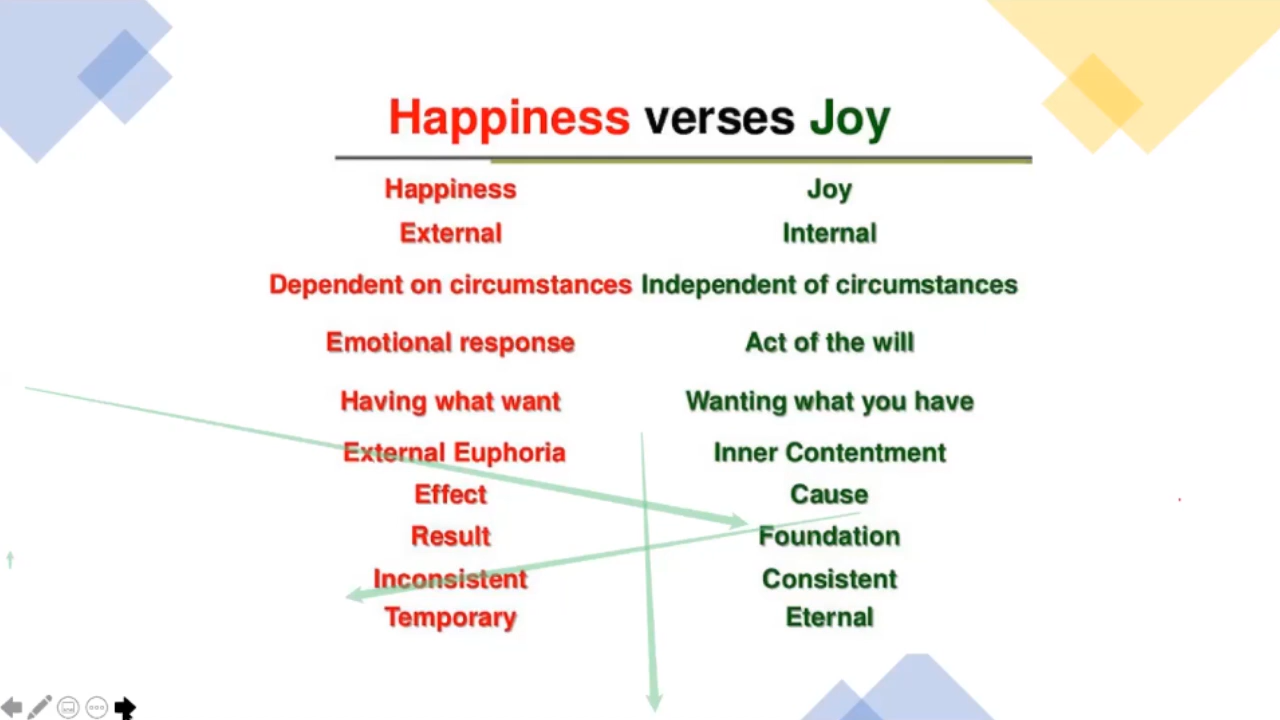 Happiness verses Joy
Happiness Joy
External Internal
Dependent on circumstances Independent of circumstances
Emotional response Act of the will
Having what want Wanting what you have
External Euphoria Inner Contentment
Effect Cause
Result Foundation
Inconsistent Consistent
Temporary Eternal